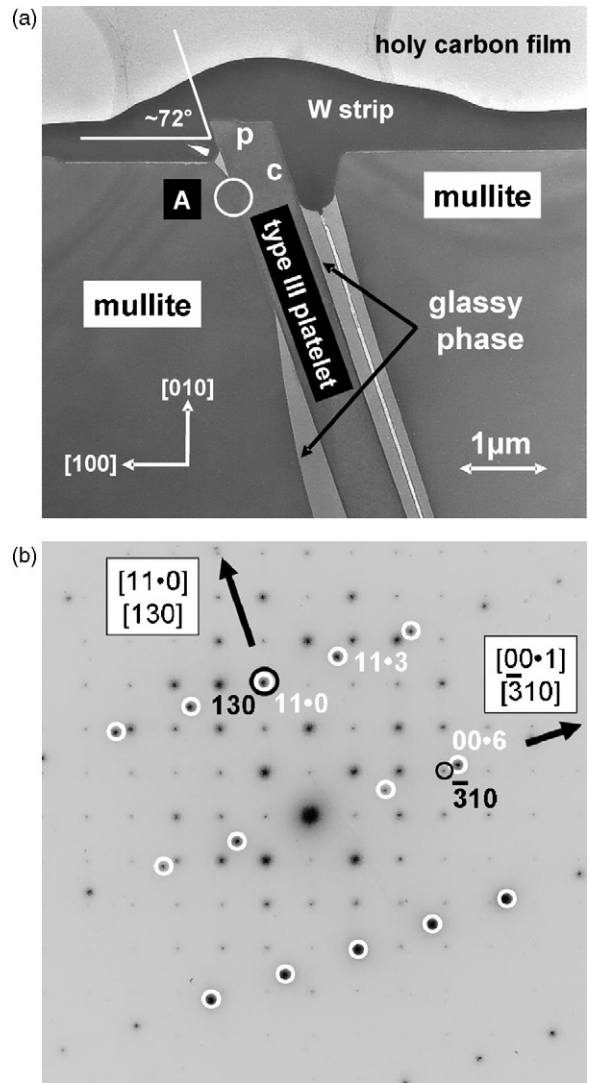 (a)
holy carbon film
~72°
W strip
p
c
A
mullite
mullite
type III platelet
glassy
phase
[010]
[100]
1µm
(b)
[11•0]
[130]
11•3
[00•1]
[3̅10]
130
11•0
00•6
3̅10